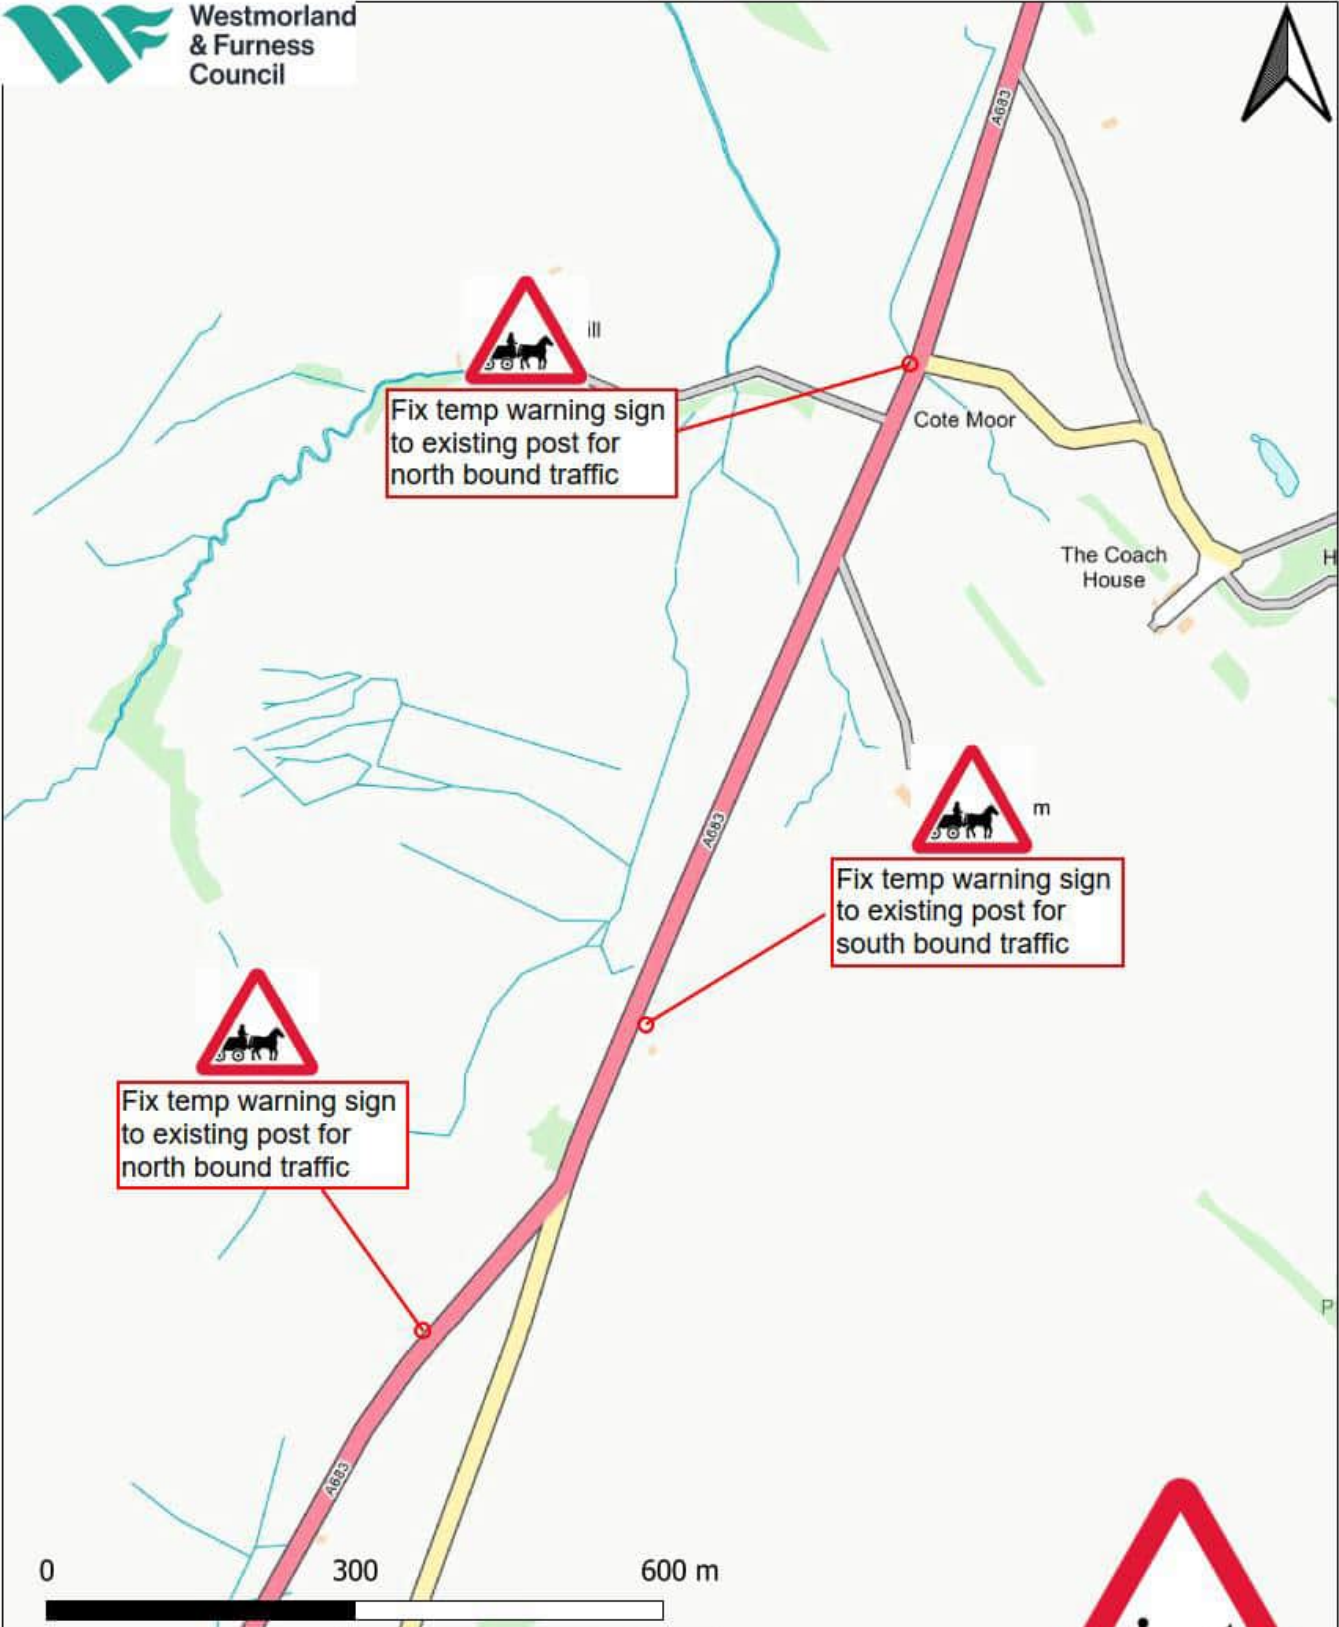 Westmorland
& Furness
Council
A683
ill
Fix temp warning sign
to existing post for
north bound traffic
Cote Moor
The Coach
House
H
A683
m
Fix temp warning sign
to existing post for
south bound traffic
Fix temp warning sign
to existing post for
north bound traffic
P
A683
0 300 600 m